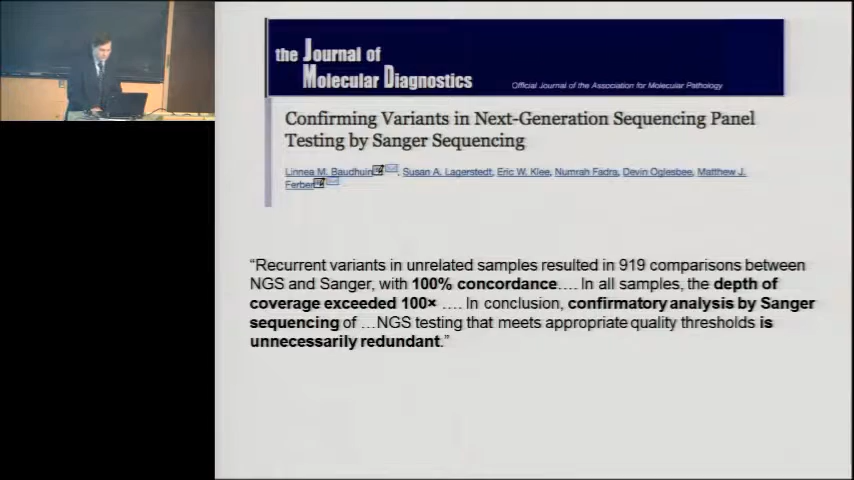 the Journal of
Molecular Diagnostics
Official Journal of the Association for Molecular Pathology
Confirming Variants in Next-Generation Sequencing Panel
Testing by Sanger Sequencing
Linnea M. Baudhuin, Susan A. Lagerstedt, Eric W. Klee, Numrah Fadra, Devin Oglesbee, Matthew J.
Ferber
“Recurrent variants in unrelated samples resulted in 919 comparisons between
NGS and Sanger, with 100% concordance.... In all samples, the depth of
coverage exceeded 100× .... In conclusion, confirmatory analysis by Sanger
sequencing of ...NGS testing that meets appropriate quality thresholds is
unnecessarily redundant.”